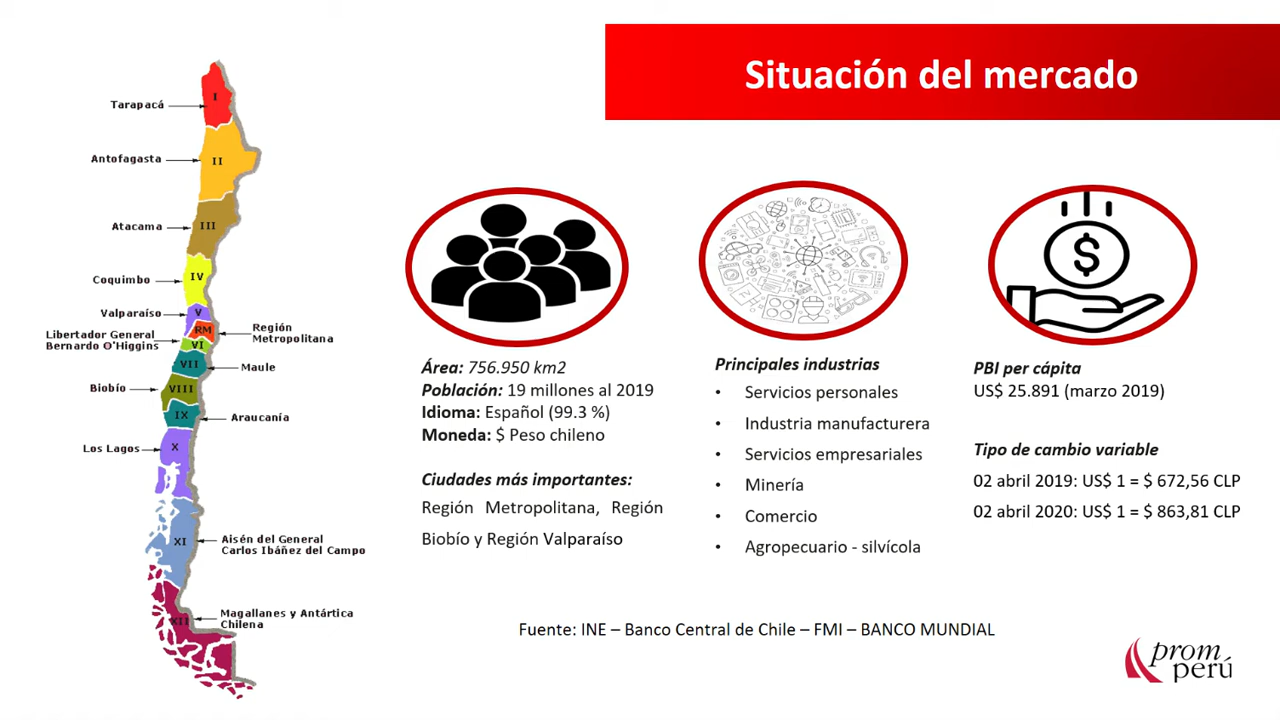 Situación del mercado
Tarapacá
I
Antofagasta
II
Atacama
III
Coquimbo
IV
Valparaíso
V
Libertador General
Bernardo O'Higgins
RM
Región
Metropolitana
VI
VII
Maule
Biobío
VIII
IX
Araucanía
Los Lagos
X
XI
Aisén del General
Carlos Ibáñez del Campo
XII
Magallanes y Antártica
Chilena
Área: 756.950 km2
Población: 19 millones al 2019
Idioma: Español (99.3 %)
Moneda: $ Peso chileno
Ciudades más importantes:
Región Metropolitana, Región
Biobío y Región Valparaíso
Principales industrias
• Servicios personales
• Industria manufacturera
• Servicios empresariales
• Minería
• Comercio
• Agropecuario - silvícola
$
PBI per cápita
US$ 25.891 (marzo 2019)
Tipo de cambio variable
02 abril 2019: US$ 1 = $ 672,56 CLP
02 abril 2020: US$ 1 = $ 863,81 CLP
Fuente: INE – Banco Central de Chile – FMI – BANCO MUNDIAL
prom
perú